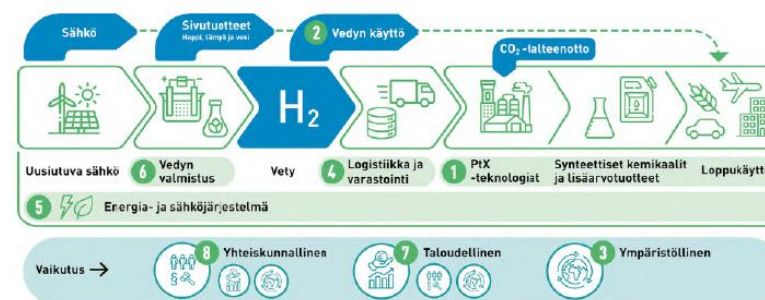 Sähkö
Sivutuotteet
Happi, lämpö ja vesi
2 Vedyn käyttö
CO₂ -talteenotto
H₂
Uusiutuva sähkö
6 Vedyn
valmistus
Vety
4 Logistiikka ja
varastointi
1 PtX
-teknologiat
Synteettiset kemikaalit
ja lisäarvotuotteet
Loppukäytt
5 Energia- ja sähköjärjestelmä
Vaikutus →
8 Yhteiskunnallinen
§
7 Taloudellinen
3 Ympäristöllinen